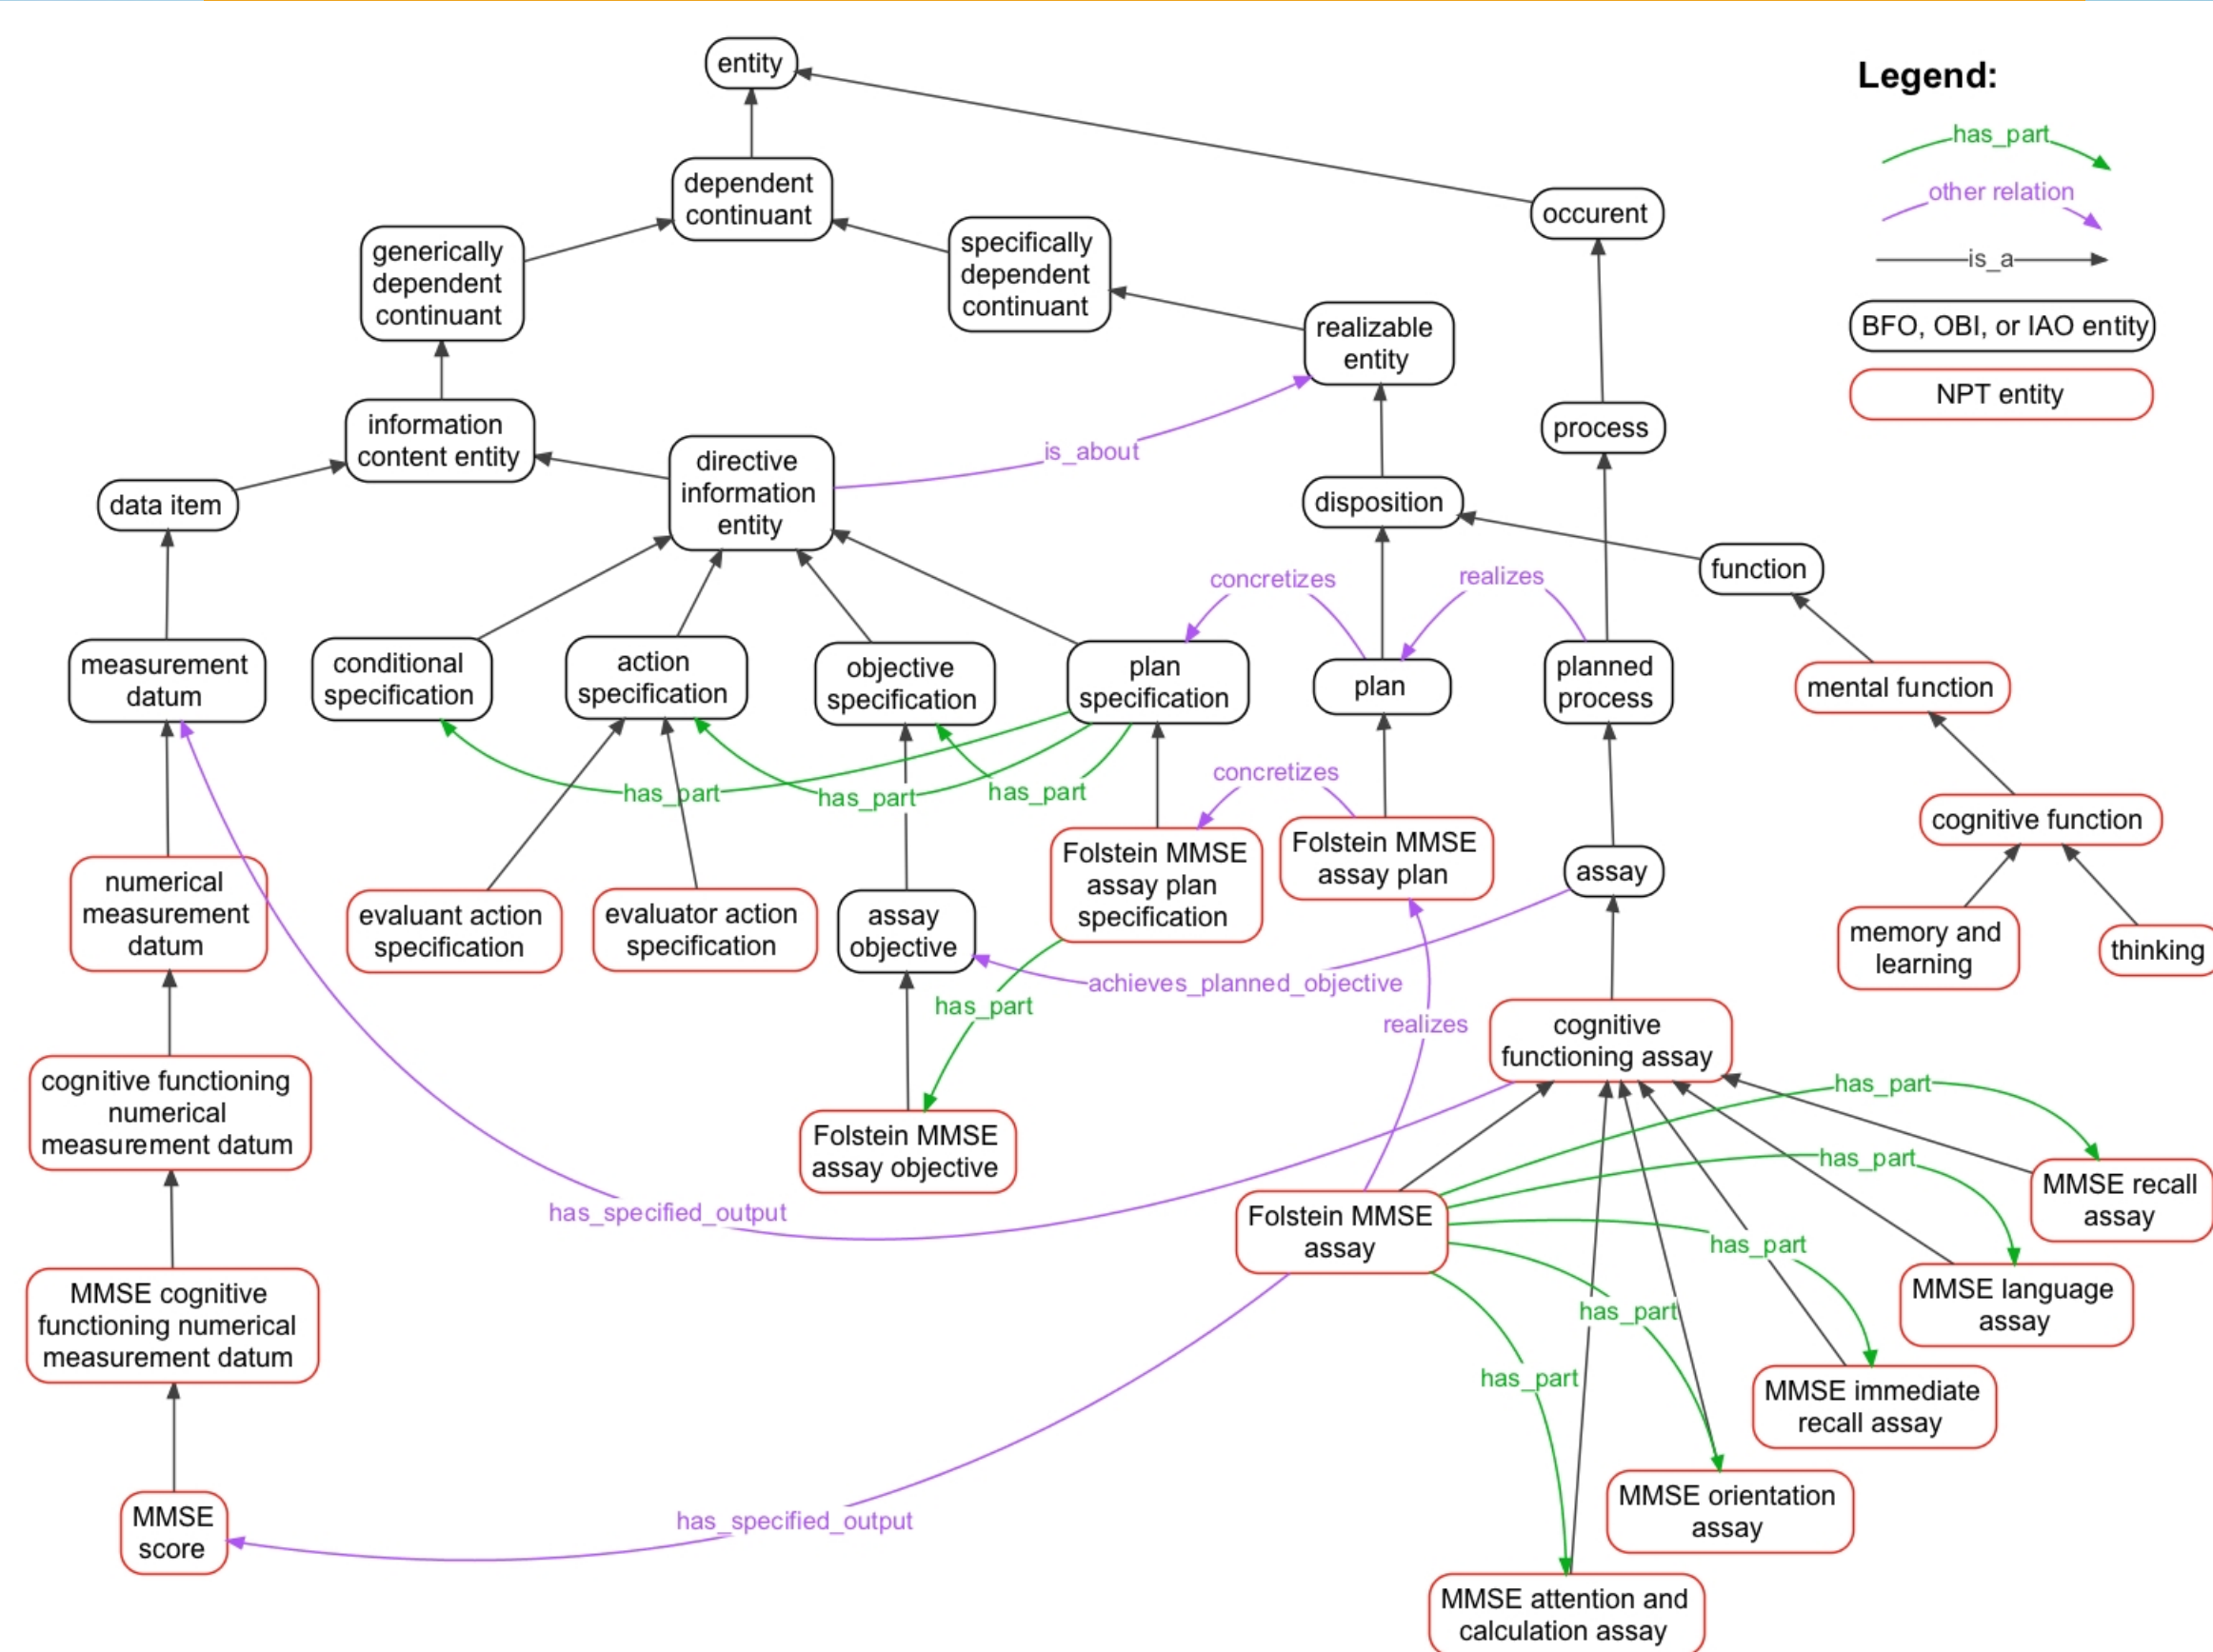 entity
Legend:
has_part
other relation
is_a
BFO, OBI, or IAO entity
NPT entity
dependent
continuant
occurent
generically
dependent
continuant
specifically
dependent
continuant
realizable
entity
information
content entity
directive
information
entity
is_about
process
data item
disposition
function
concretizes
realizes
measurement
datum
conditional
specification
action
specification
objective
specification
plan
specification
plan
planned
process
mental function
has_part
has_part
has_part
concretizes
cognitive function
numerical
measurement
datum
evaluant action
specification
evaluator action
specification
assay
objective
Folstein MMSE
assay plan
specification
Folstein MMSE
assay plan
assay
memory and
learning
thinking
achieves_planned_objective
has_part
realizes
cognitive
functioning assay
cognitive functioning
numerical
measurement datum
Folstein MMSE
assay objective
has_part
has_part
MMSE recall
assay
has_specified_output
Folstein MMSE
assay
has_part
MMSE language
assay
MMSE cognitive
functioning numerical
measurement datum
has_part
has_part
MMSE immediate
recall assay
MMSE orientation
assay
MMSE
score
has_specified_output
MMSE attention and
calculation assay